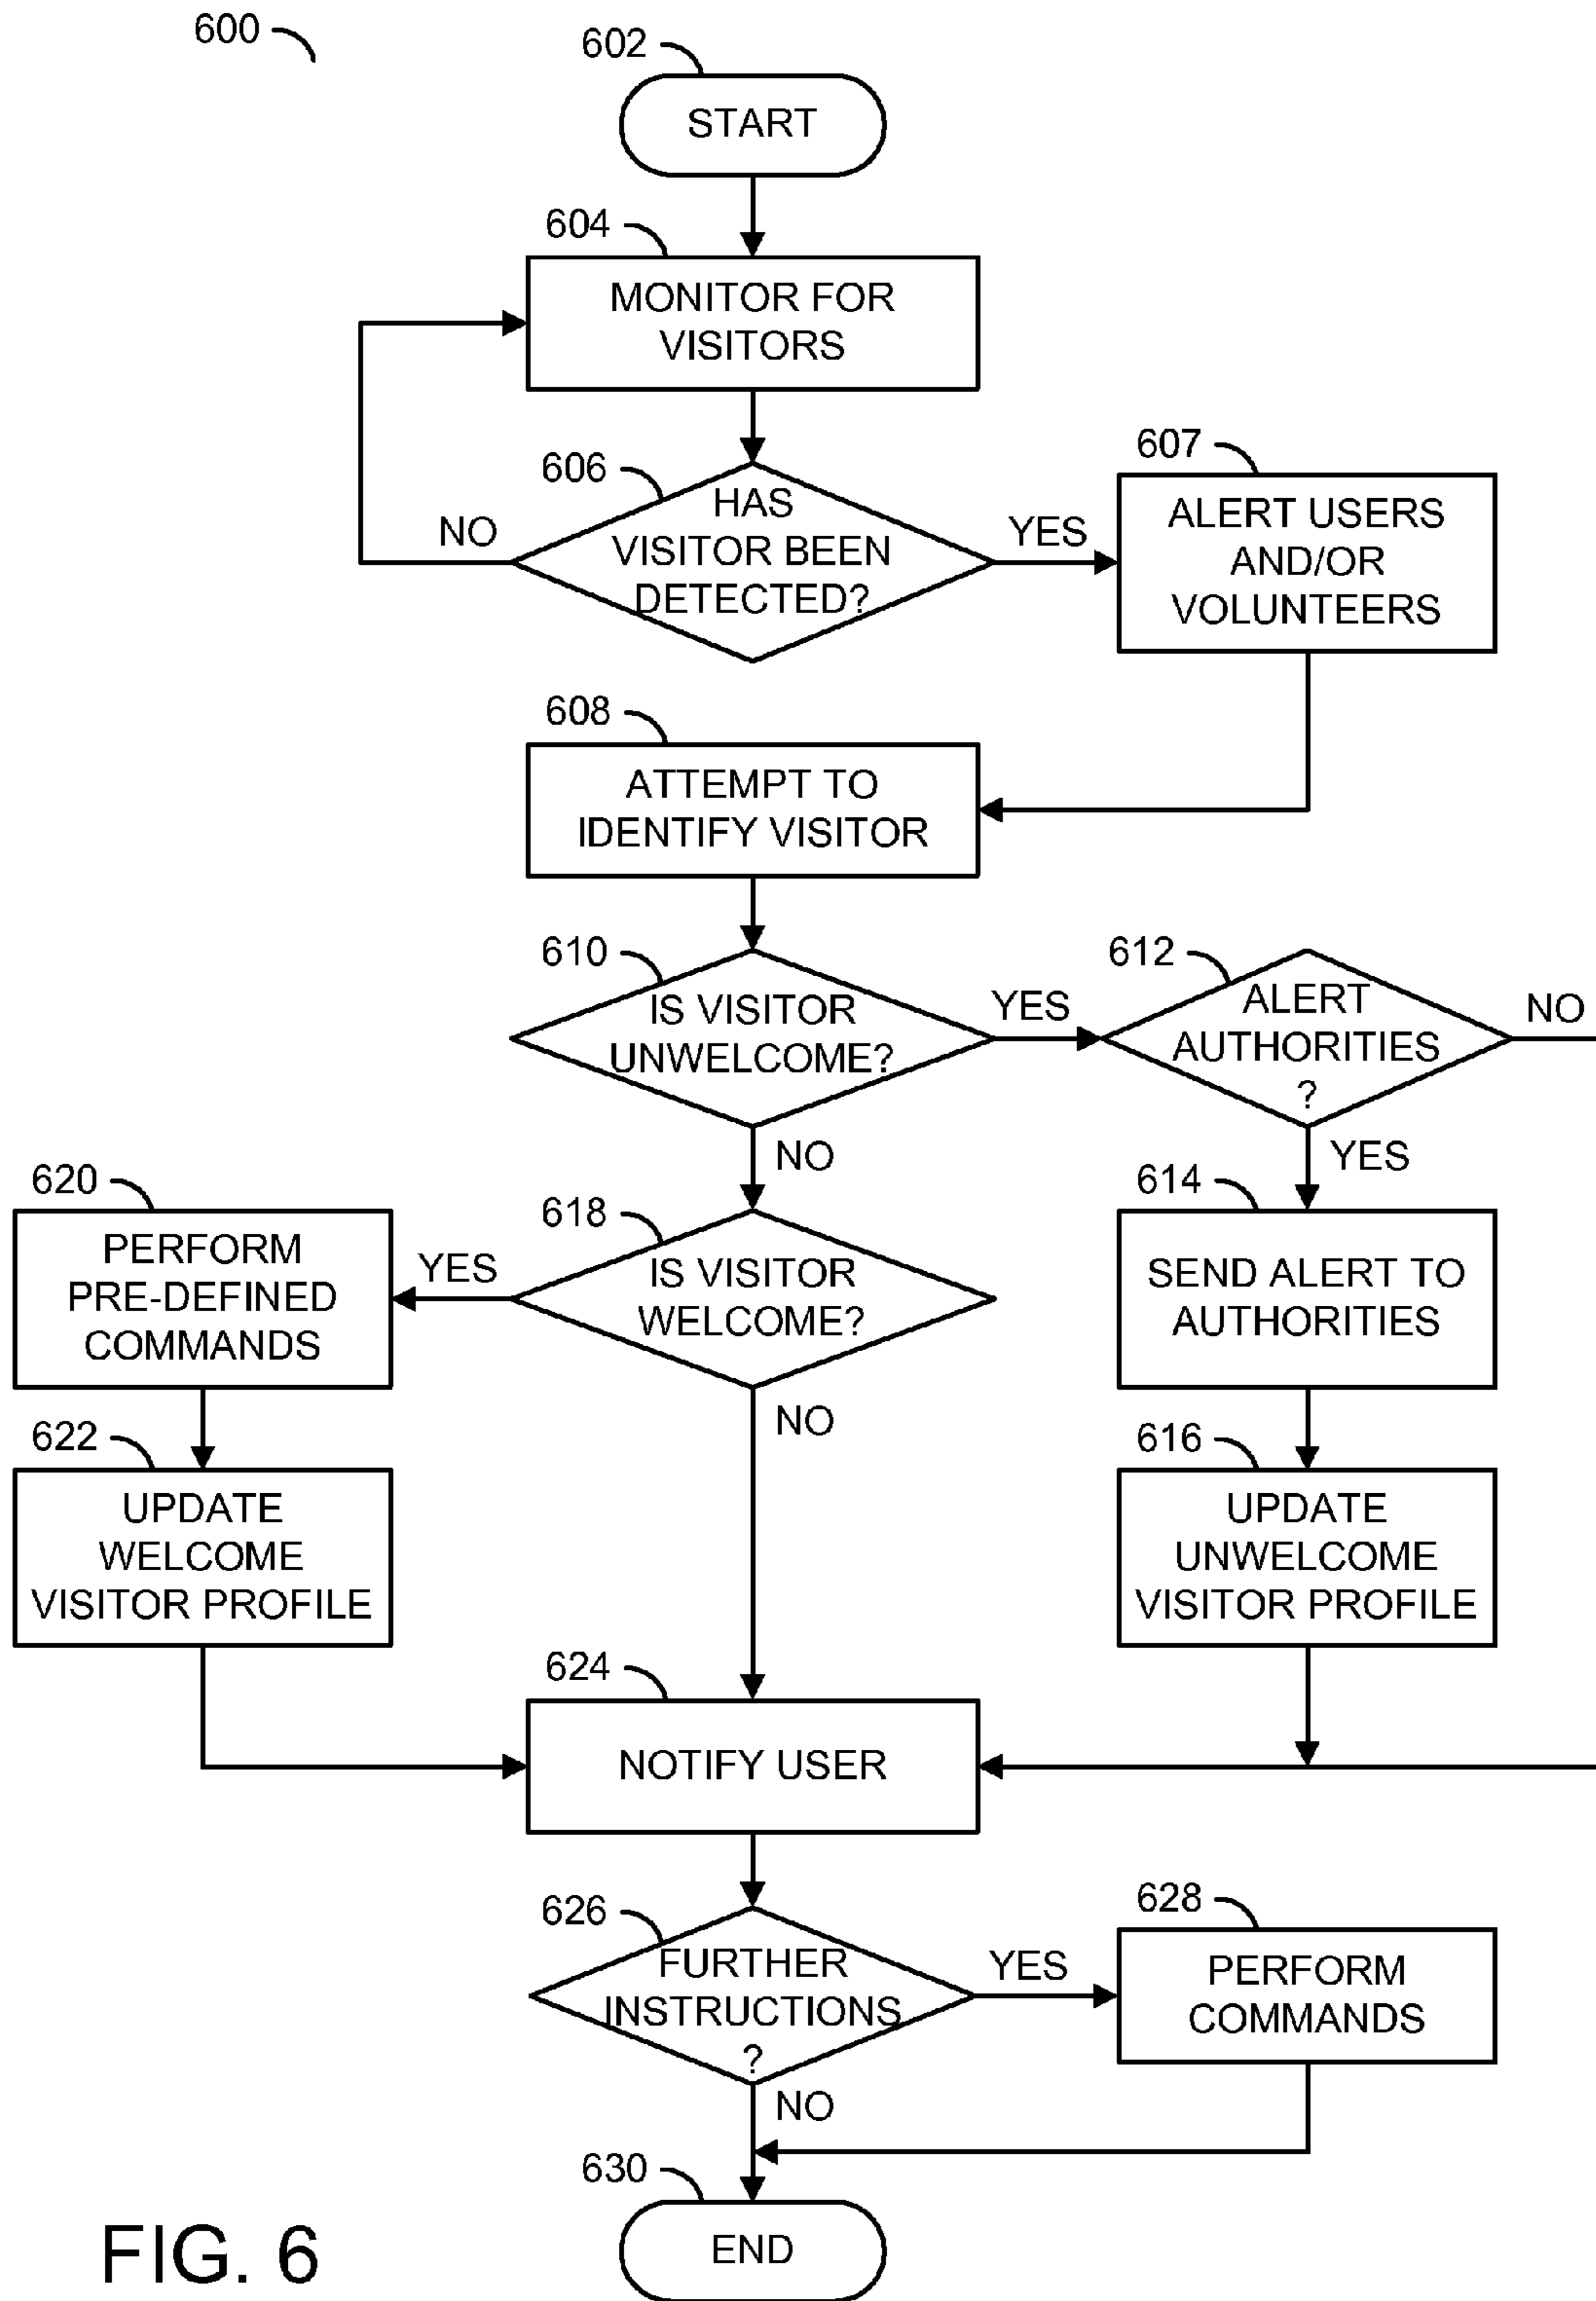 600
602
START
604
MONITOR FOR
VISITORS
606
HAS
VISITOR BEEN
DETECTED?
NO
YES
607
ALERT USERS
AND/OR
VOLUNTEERS
608
ATTEMPT TO
IDENTIFY VISITOR
610
IS VISITOR
UNWELCOME?
YES
NO
612
ALERT
AUTHORITIES
?
NO
YES
614
SEND ALERT TO
AUTHORITIES
616
UPDATE
UNWELCOME
VISITOR PROFILE
618
IS VISITOR
WELCOME?
YES
NO
620
PERFORM
PRE-DEFINED
COMMANDS
622
UPDATE
WELCOME
VISITOR PROFILE
624
NOTIFY USER
626
FURTHER
INSTRUCTIONS
?
YES
NO
628
PERFORM
COMMANDS
630
END
FIG. 6